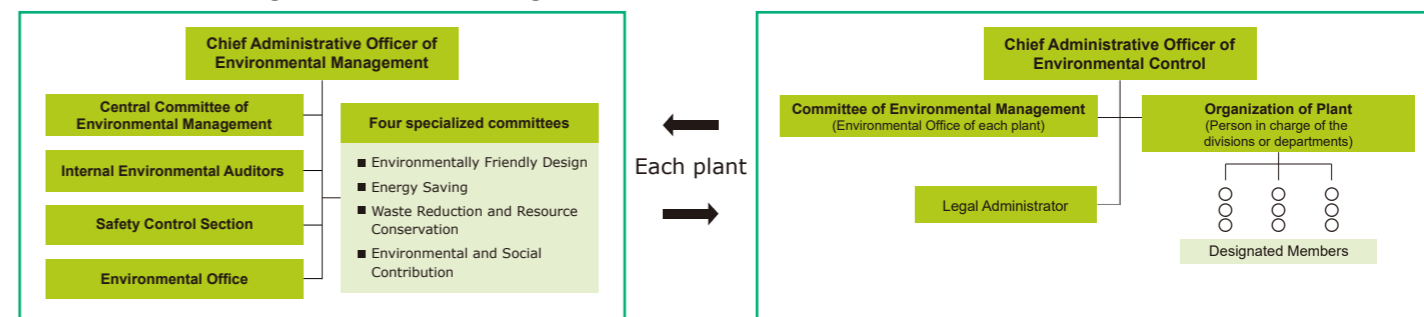 Chief Administrative Officer of
Environmental Management
Central Committee of
Environmental Management
Internal Environmental Auditors
Safety Control Section
Environmental Office
Four specialized committees
■ Environmentally Friendly Design
■ Energy Saving
■ Waste Reduction and Resource
Conservation
■ Environmental and Social
Contribution
Each plant
Chief Administrative Officer of
Environmental Control
Committee of Environmental Management
(Environmental Office of each plant)
Organization of Plant
(Person in charge of the
divisions or departments)
Legal Administrator
Designated Members